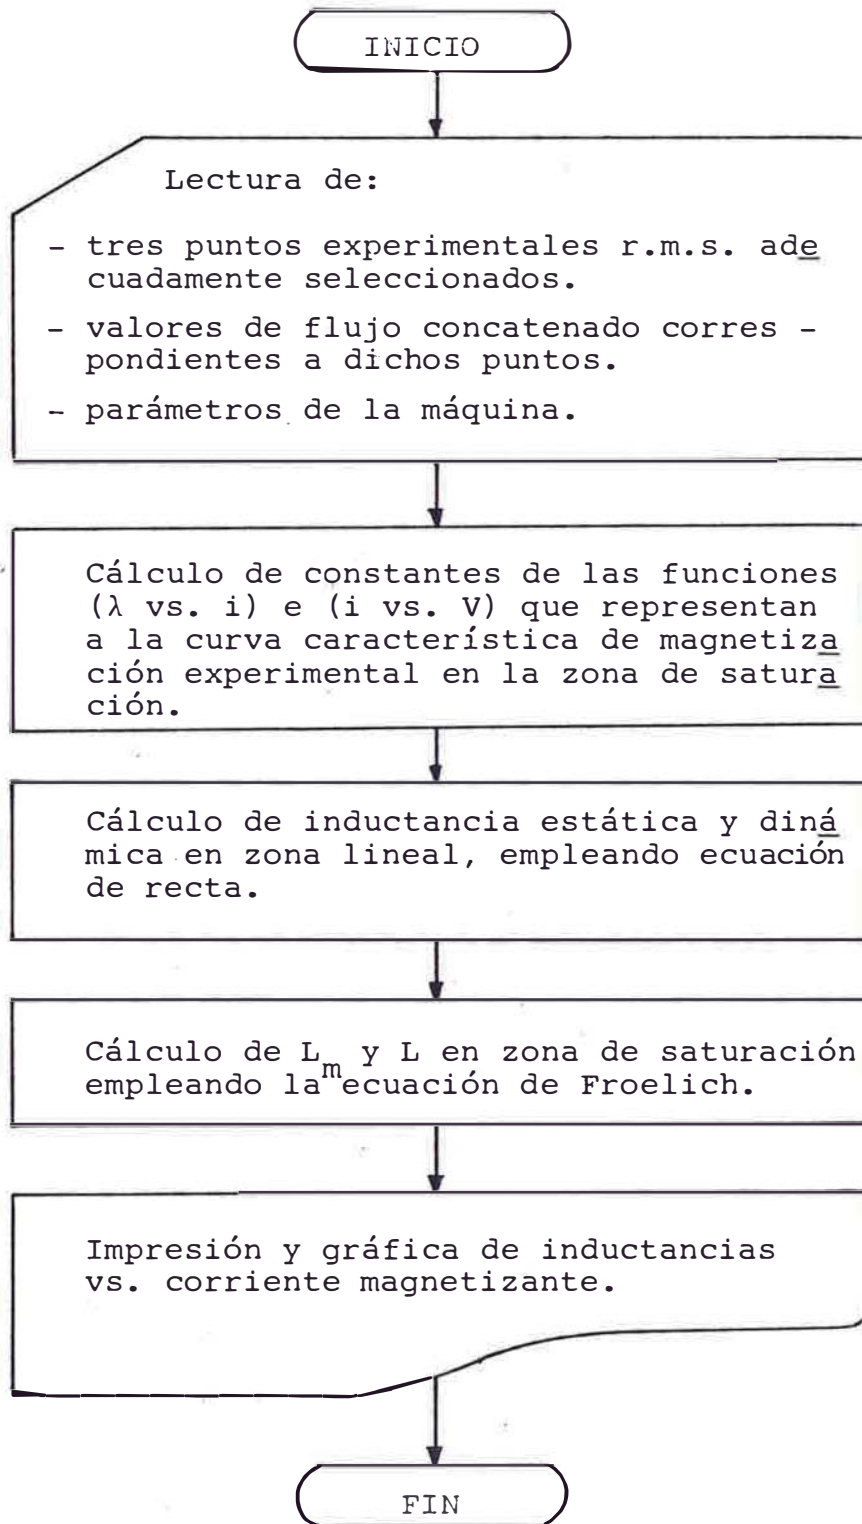 INICIO
Lectura de:
- tres puntos experimentales r.m.s. ade
cuadamente seleccionados.
- valores de flujo concatenado corres -
pondientes a dichos puntos.
- parámetros de la máquina.
Cálculo de constantes de las funciones
(λ vs. i) e (i vs. V) que representan
a la curva característica de magnetiza
ción experimental en la zona de satura
ción.
Cálculo de inductancia estática y diná
mica en zona lineal, empleando ecuación
de recta.
Cálculo de Lm y L en zona de saturación
empleando la ecuación de Froelich.
Impresión y gráfica de inductancias
vs. corriente magnetizante.
FIN